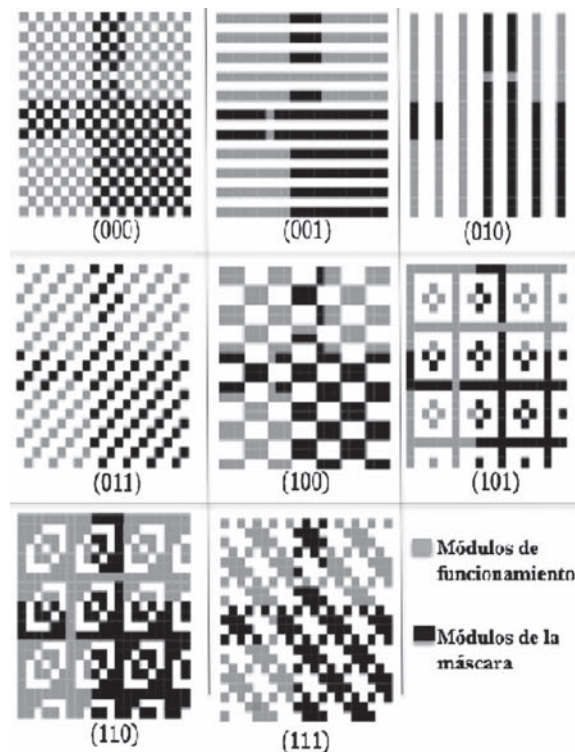 (000)
(001)
(010)
(011)
(100)
(101)
(110)
(111)
Módulos de
funcionamiento
Módulos de la
máscara